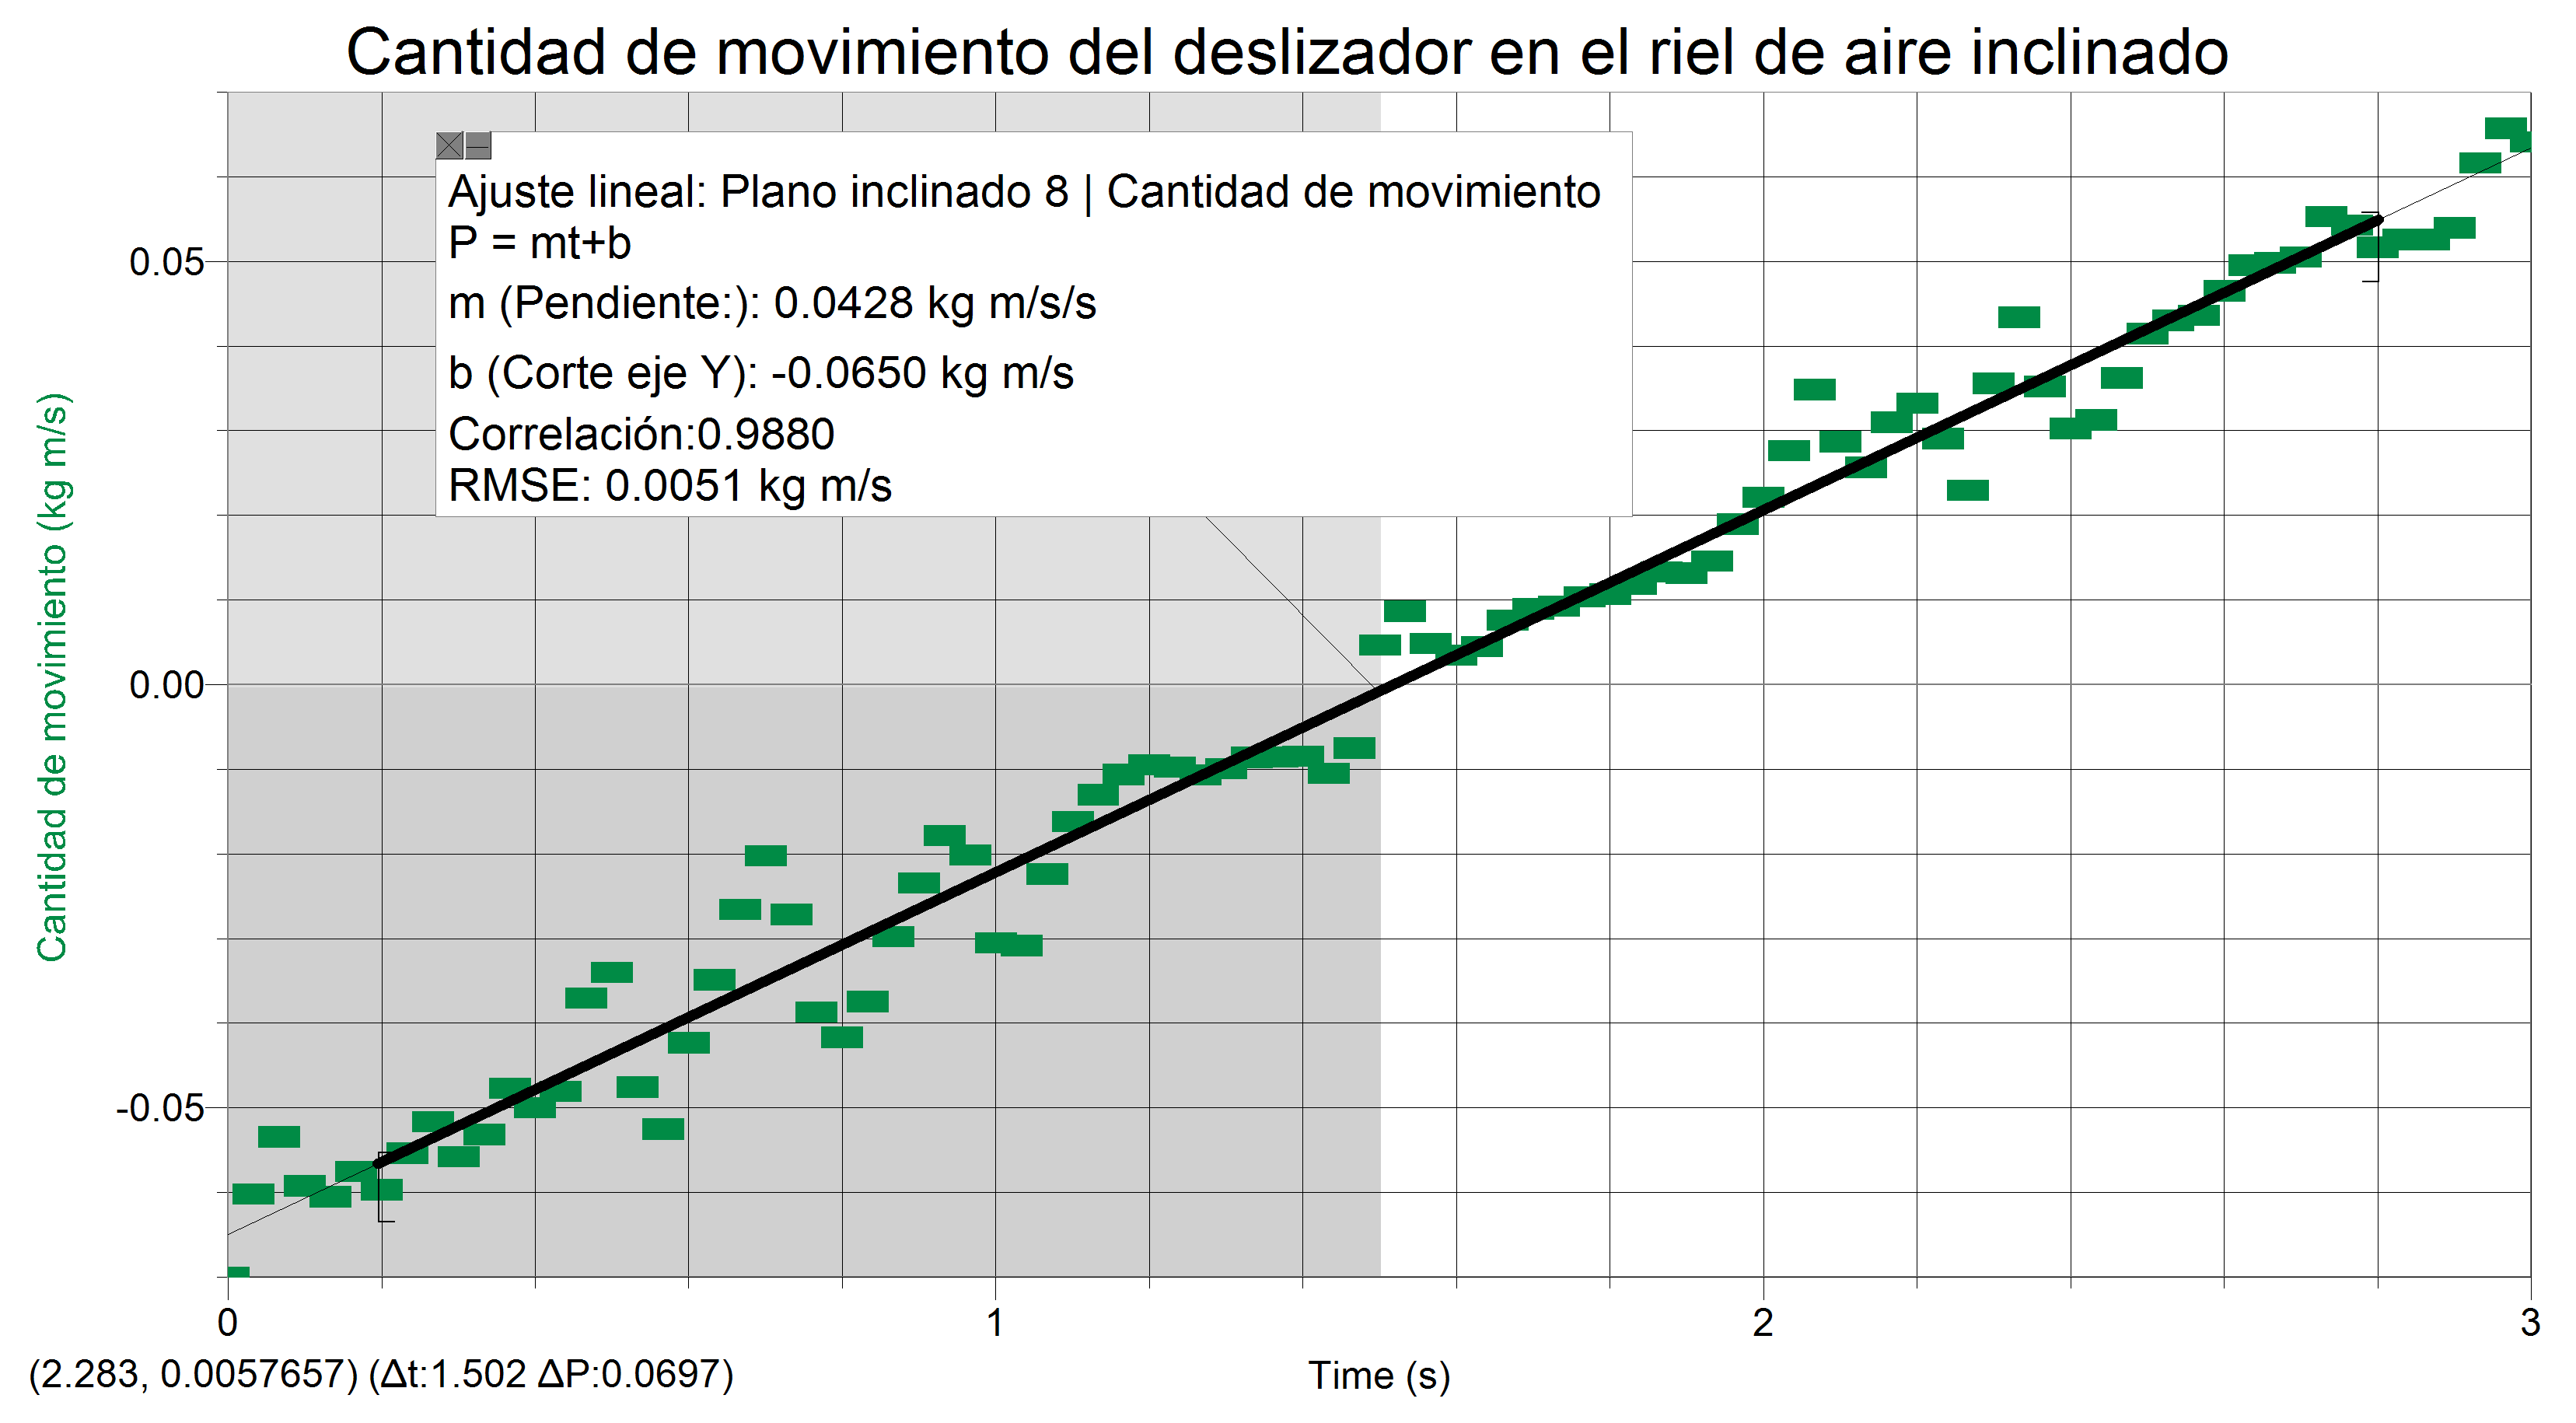 Cantidad de movimiento del deslizador en el riel de aire inclinado
Ajuste lineal: Plano inclinado 8 | Cantidad de movimiento
P = mt+b
m (Pendiente:): 0.0428 kg m/s/s
b (Corte eje Y): -0.0650 kg m/s
Correlación:0.9880
RMSE: 0.0051 kg m/s
Cantidad de movimiento (kg m/s)
0.05
0.00
-0.05
0 1 2 3
(2.283, 0.0057657) (Δt:1.502 ΔP:0.0697)
Time (s)